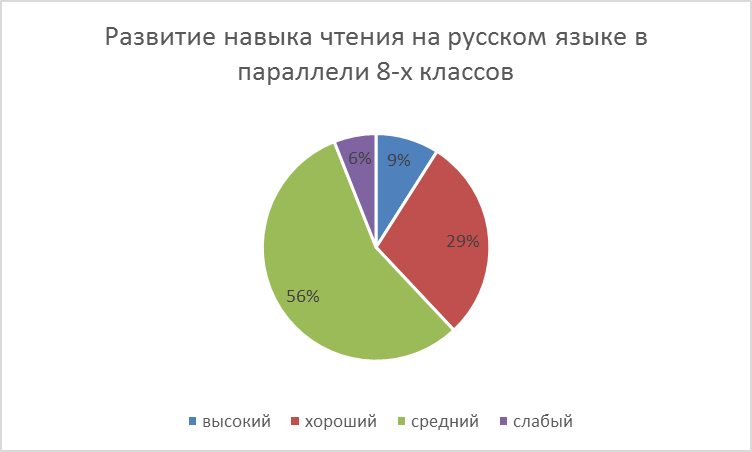 Развитие навыка чтения на русском языке в
параллели 8-х классов
6%
9%
29%
56%
высокий хороший средний слабый